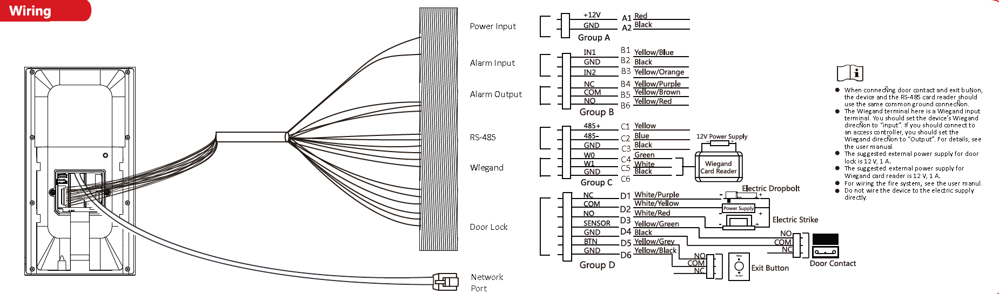 Wiring
Power Input
Alarm Input
Alarm Output
RS-485
Wiegand
Door Lock
Network
Port
+12V A1 Red
GND A2 Black
Group A
IN1 B1 Yellow/Blue
GND B2 Black
IN2 B3 Yellow/Orange
NC B4 Yellow/Purple
COM B5 Yellow/Brown
NO B6 Yellow/Red
Group B
485+ C1 Yellow
485- C2 Blue
GND C3 Black
W0 C4 Green
W1 C5 White
GND C6 Black
Group C
12V Power Supply
- +
Wiegand
Card Reader
NC D1 White/Purple
COM D2 White/Yellow
NO D3 White/Red
SENSOR D4 Yellow/Green
GND D5 Black
BTN D6 Yellow/Grey
GND Yellow/Black
Group D
Electric Dropbolt
- +
Power Supply
- +
Electric Strike
- +
NO
COM
NC
Door Contact
NO
COM
NC
PRESS
TO EXIT
Exit Button
i
● When connecÑng door contact and exit buŅon,
the device and the RS-485 card reader should
use the same common ground connecÑon.
● The Wiegand terminal here is a Wiegand input
terminal. You should set the device's Wiegand
direcÑon to "input". If you should connect to
an access controller, you should set the
Wiegand direcÑon to "Output". For details, see
the user manual.
● The suggested external power supply for door
lock is 12 V, 1 A.
● The suggested external power supply for
Wiegand card reader is 12 V, 1 A.
● For wiring the fire system, see the user manul.
● Do not wire the device to the electric supply
directly.